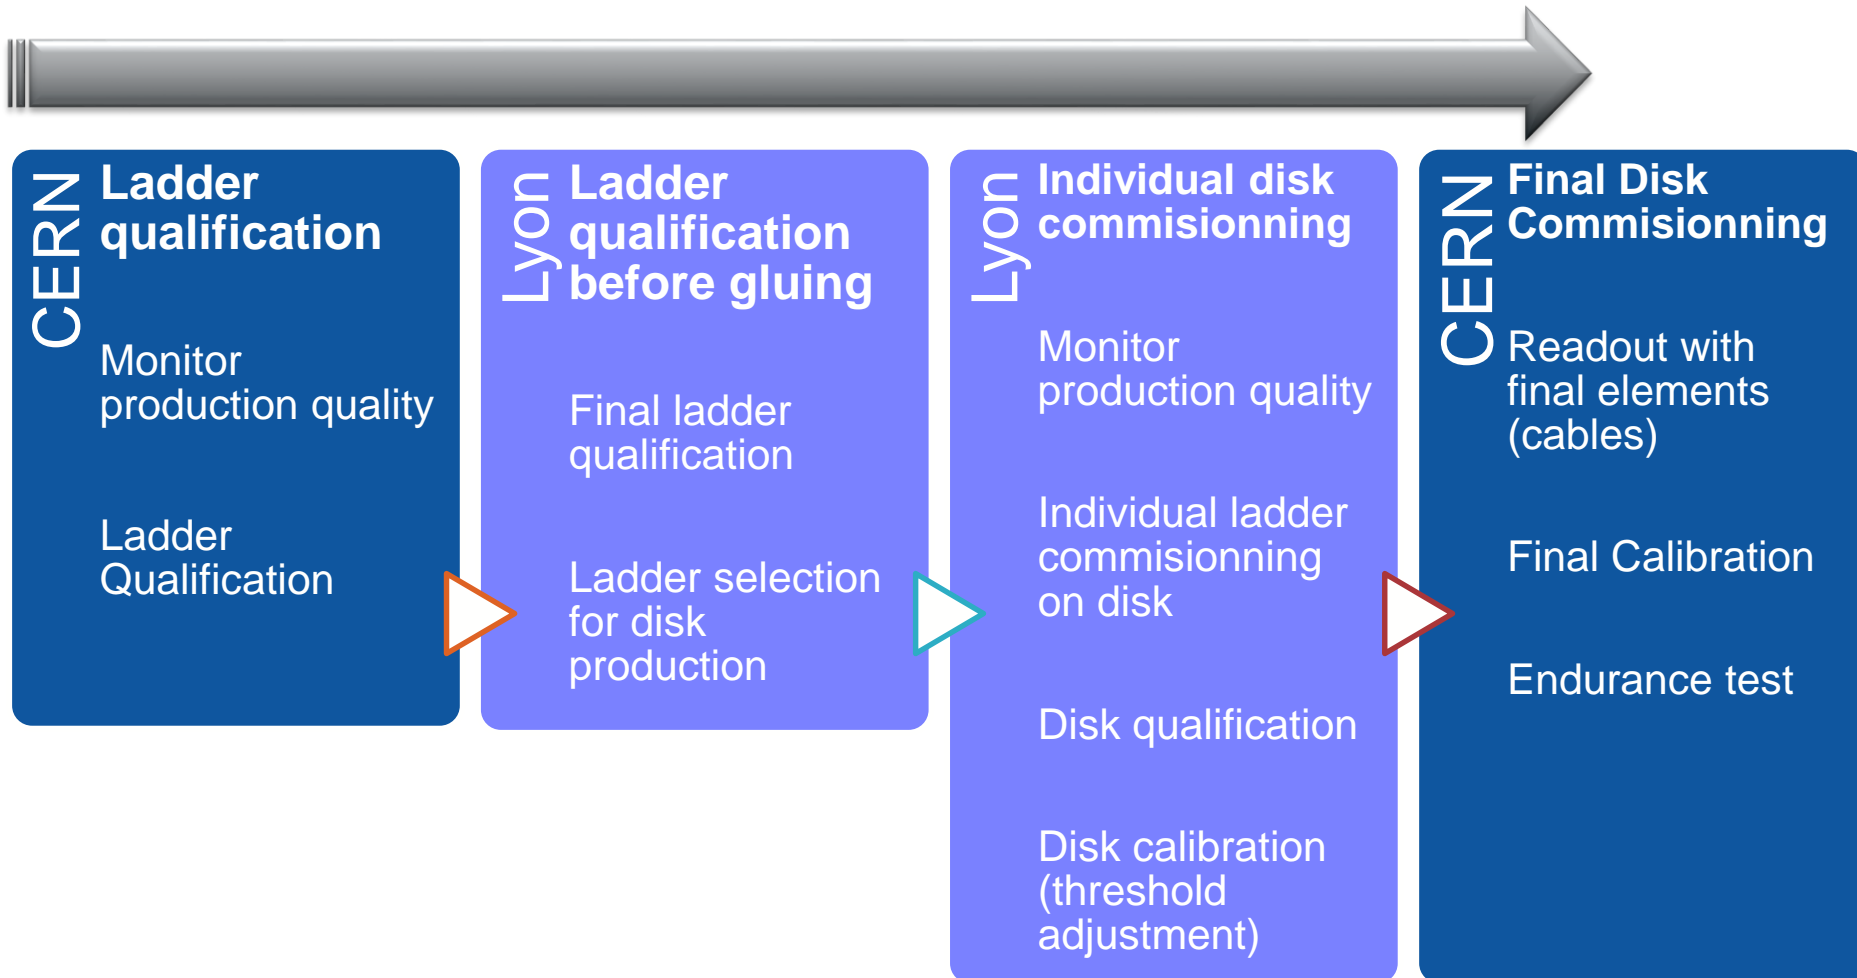 CERN
Ladder
qualification
Monitor
production quality
Ladder
Qualification
Lyon
Ladder
qualification
before gluing
Final ladder
qualification
Ladder selection
for disk
production
Lyon
Individual disk
commisionning
Monitor
production quality
Individual ladder
commisionning
on disk
Disk qualification
Disk calibration
(threshold
adjustment)
CERN
Final Disk
Commisionning
Readout with
final elements
(cables)
Final Calibration
Endurance test